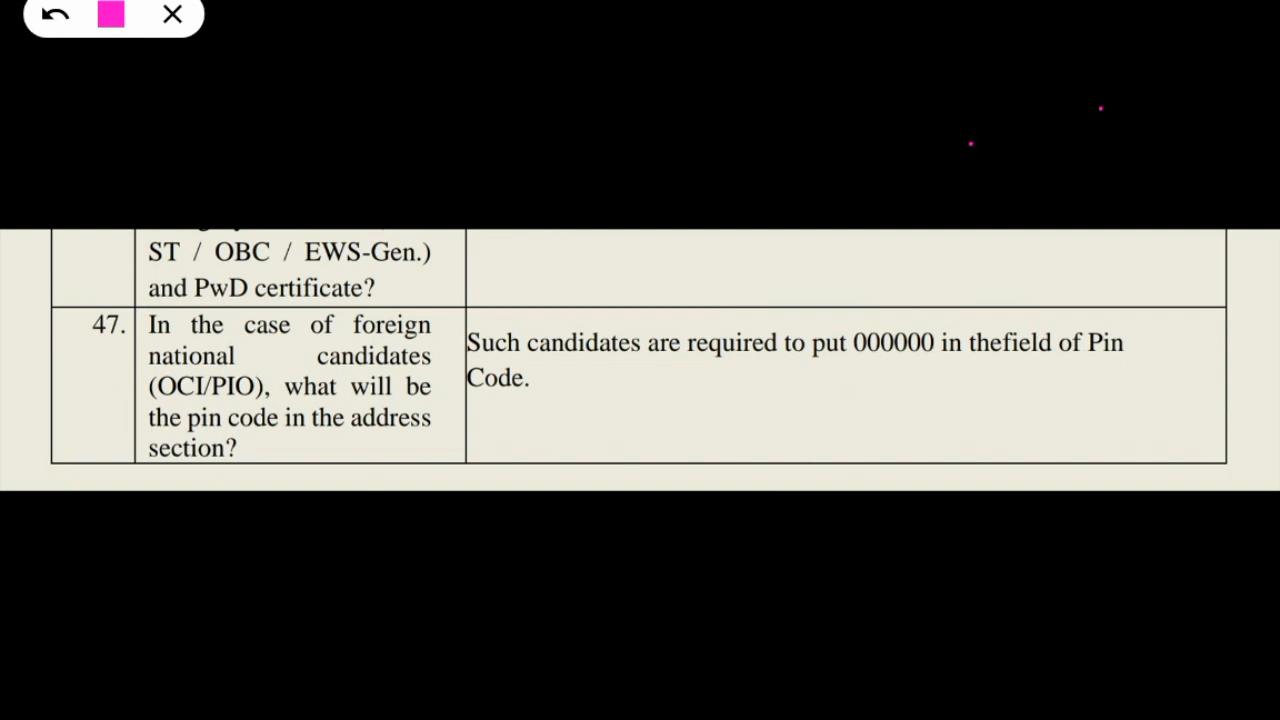 ST / OBC / EWS-Gen.)
and PwD certificate?
47.
In the case of foreign
national candidates
(OCI/PIO), what will be
the pin code in the address
section?
Such candidates are required to put 000000 in thefield of Pin
Code.